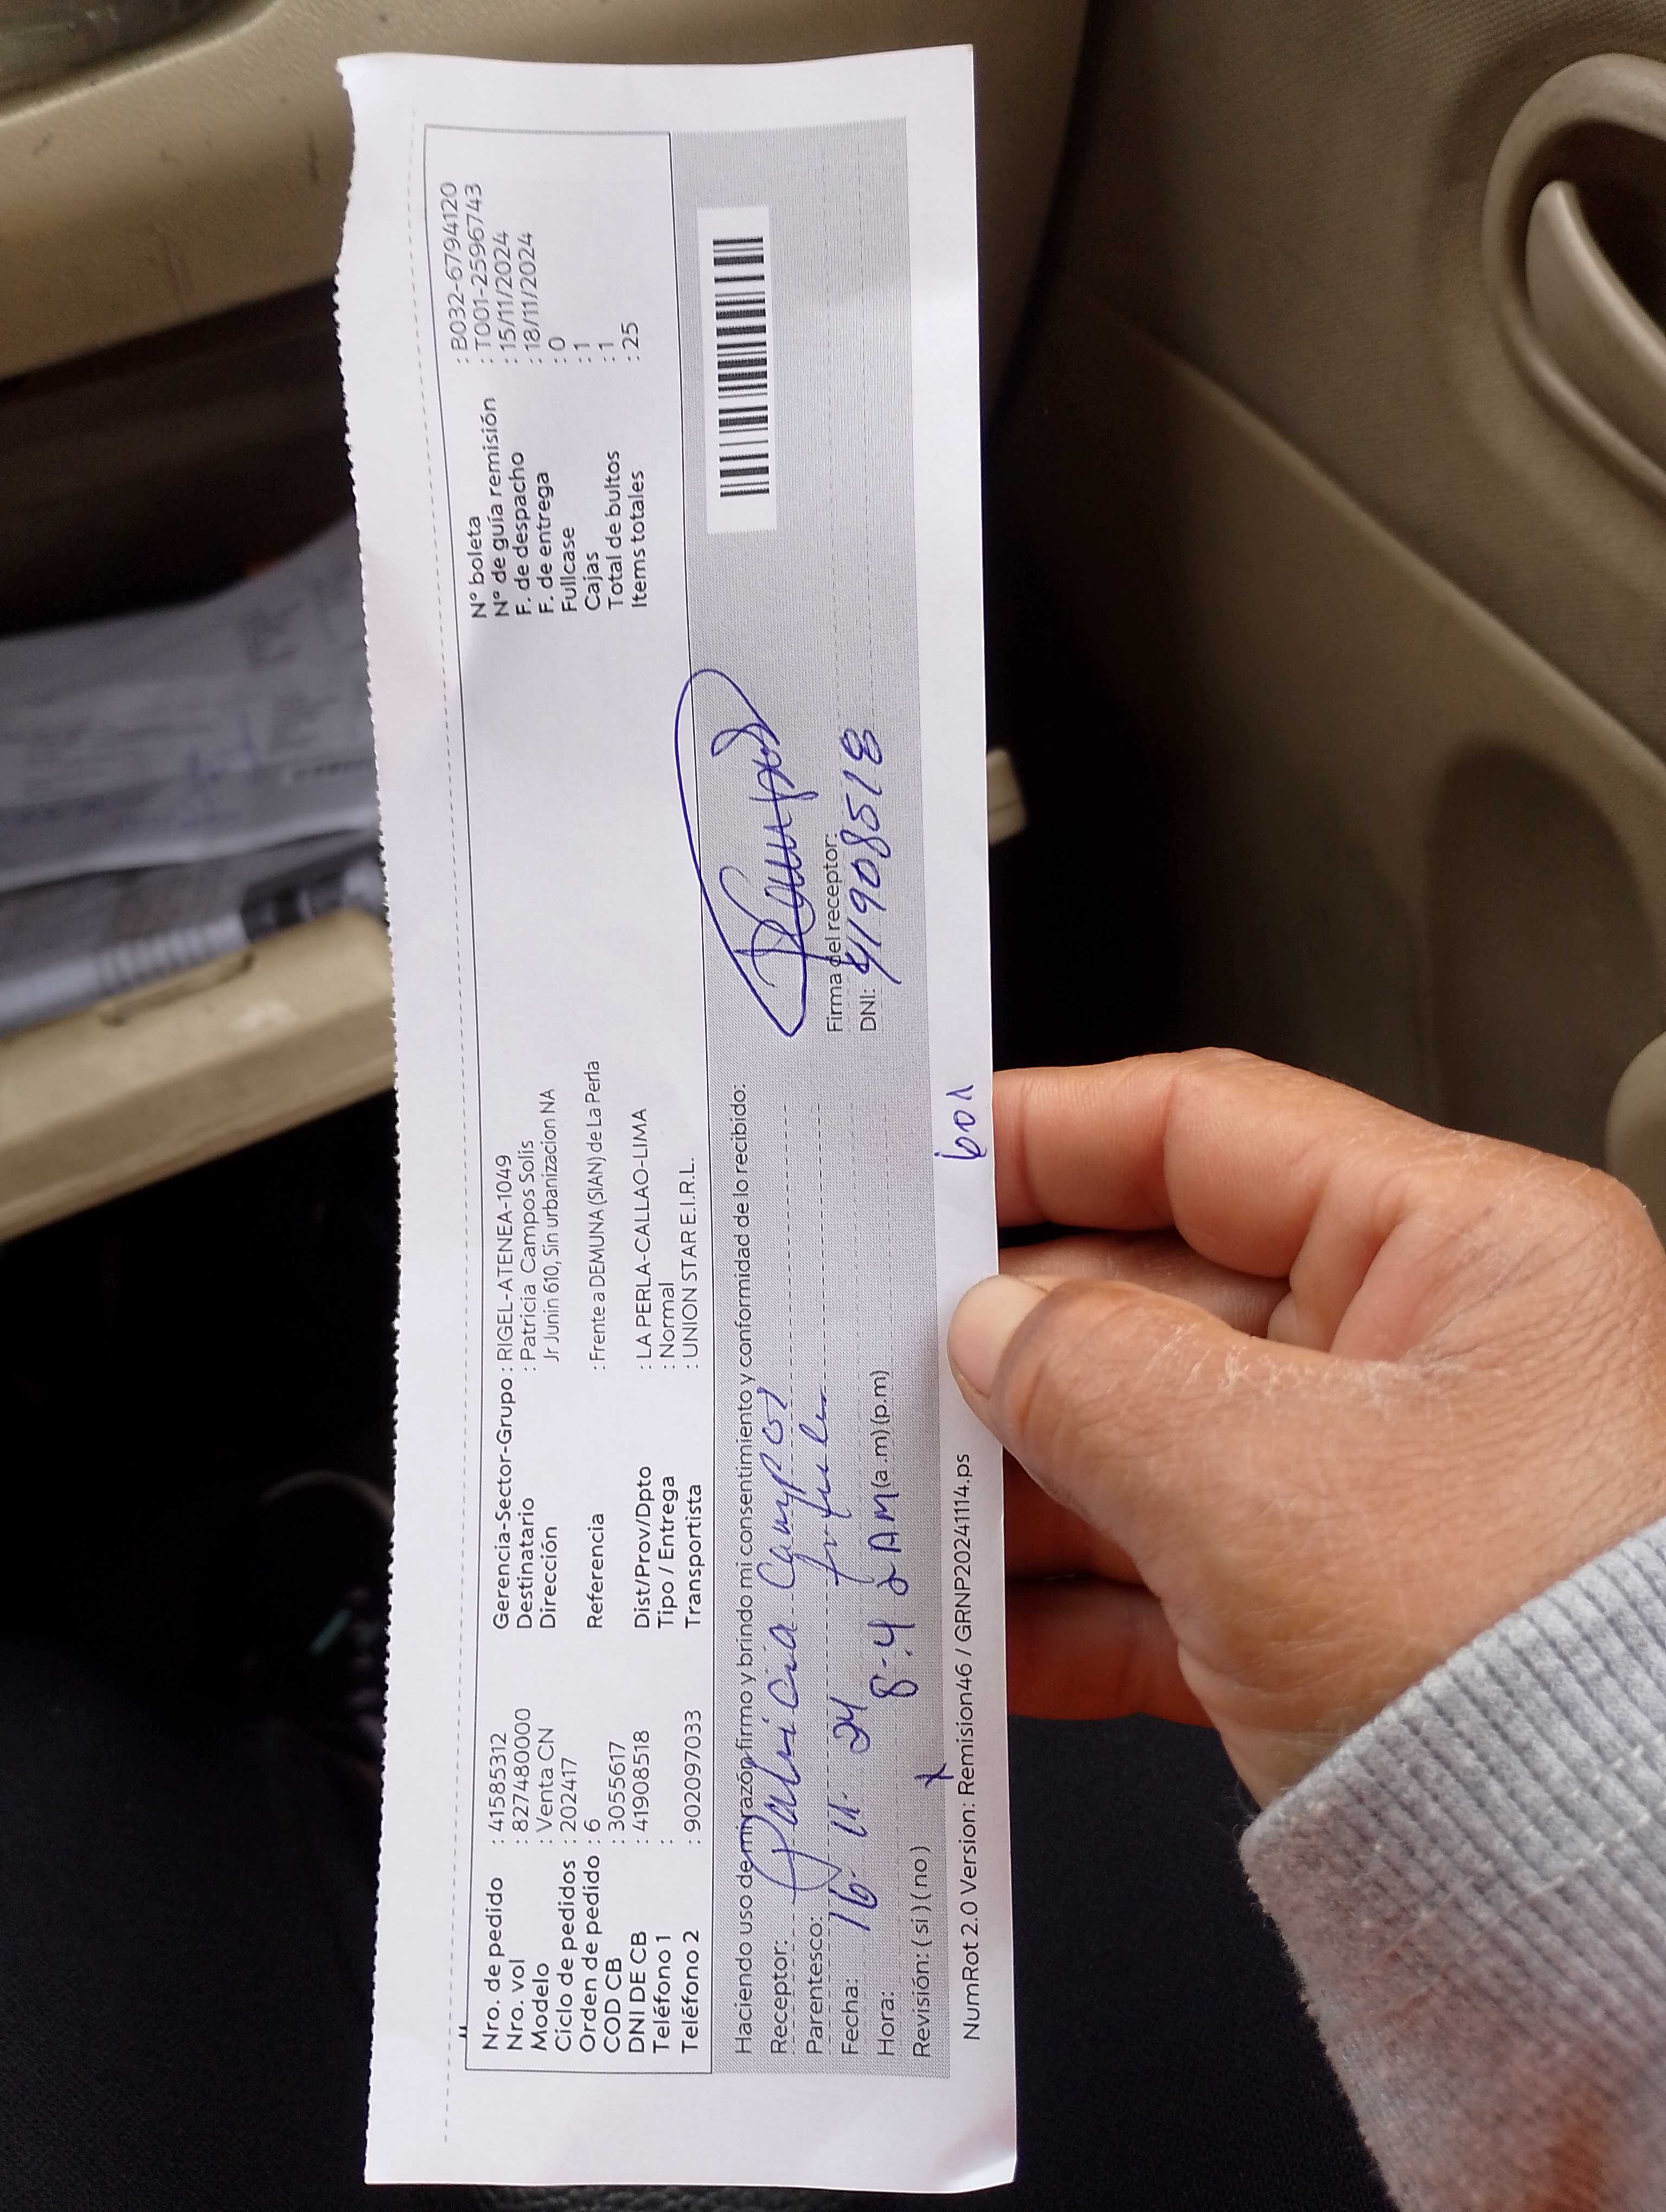 Nro. de pedido : 41585312
Nro. vol : 827480000
Modelo : Venta CN
Ciclo de pedidos : 202417
Orden de pedido : 6
COD CB : 3055617
DNI DE CB : 41908518
Teléfono 1 :
Teléfono 2 : 902097033
Gerencia-Sector-Grupo : RIGEL-ATENEA-1049
Destinatario : Patricia Campos Solis
Dirección Jr Junin 610, Sin urbanizacion NA
Referencia : Frente a DEMUNA (SIAN) de La Perla
Dist/Prov/Dpto : LA PERLA-CALLAO-LIMA
Tipo / Entrega : Normal
Transportista : UNION STAR E.I.R.L.
N° boleta : B032-6794120
N° de guía remisión : T001-2596743
F. de despacho : 15/11/2024
F. de entrega : 18/11/2024
Fullcase : 0
Cajas : 1
Total de bultos : 1
Items totales : 25
Haciendo uso de mi razón firmo y brindo mi consentimiento y conformidad de lo recibido:
Receptor: Patricia Campos
Parentesco:
Fecha: 16-11-24
Hora: AM (a.m) (p.m)
Revisión: ( si ) ( no )
Firma del receptor:
DNI: 41908518
NumRot 2.0 Version: Remision46 / GRNP20241114.ps